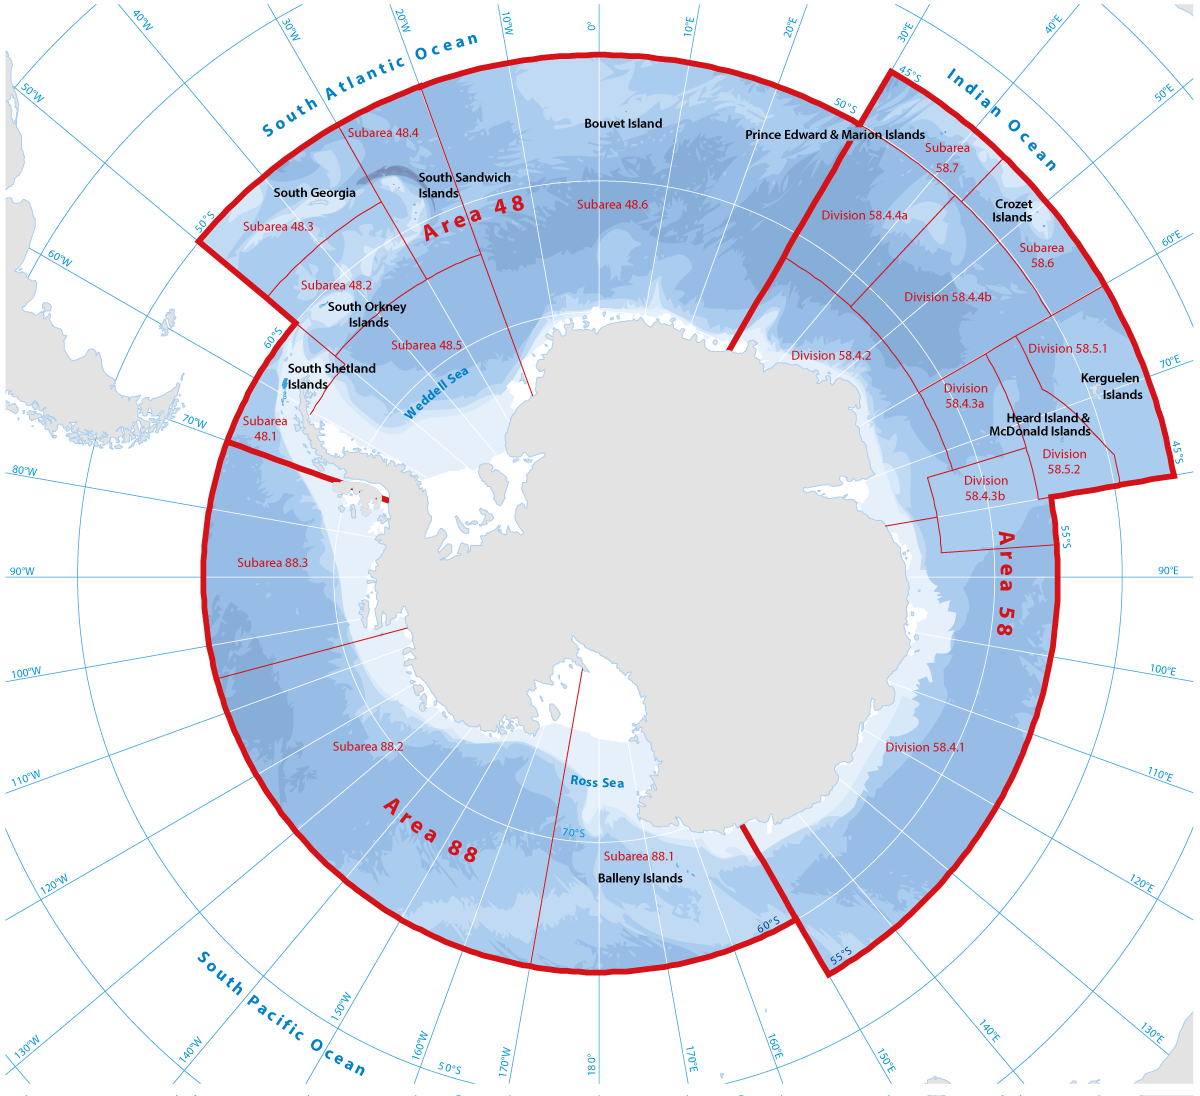 40°W
30°W
20°W
10°W
0°
10°E
20°E
30°E
40°E
50°E
50°W
South Atlantic Ocean
Indian Ocean
45°S
50°S
Subarea 48.4
Bouvet Island
Prince Edward & Marion Islands
Subarea
58.7
South Georgia
South Sandwich
Islands
Area 48
Subarea 48.6
Division 58.4.4a
Crozet
Islands
50°S
Subarea 48.3
Subarea
58.6
60°E
60°W
Subarea 48.2
Division 58.4.4b
South Orkney
Islands
60°S
Subarea 48.5
Division 58.4.2
Division 58.5.1
70°E
South Shetland
Islands
Weddell Sea
Division
58.4.3a
Kerguelen
Islands
70°W
Subarea
48.1
Heard Island &
McDonald Islands
45°S
80°W
Division
58.5.2
Division
58.4.3b
55°S
Area 58
Subarea 88.3
90°W
90°E
100°W
100°E
Subarea 88.2
Division 58.4.1
110°W
110°E
Ross Sea
Area 88
70°S
Subarea 88.1
Balleny Islands
120°W
120°E
60°S
55°S
South Pacific Ocean
130°W
140°W
150°W
160°W
50°S
170°W
180°
170°E
160°E
150°E
140°E
130°E